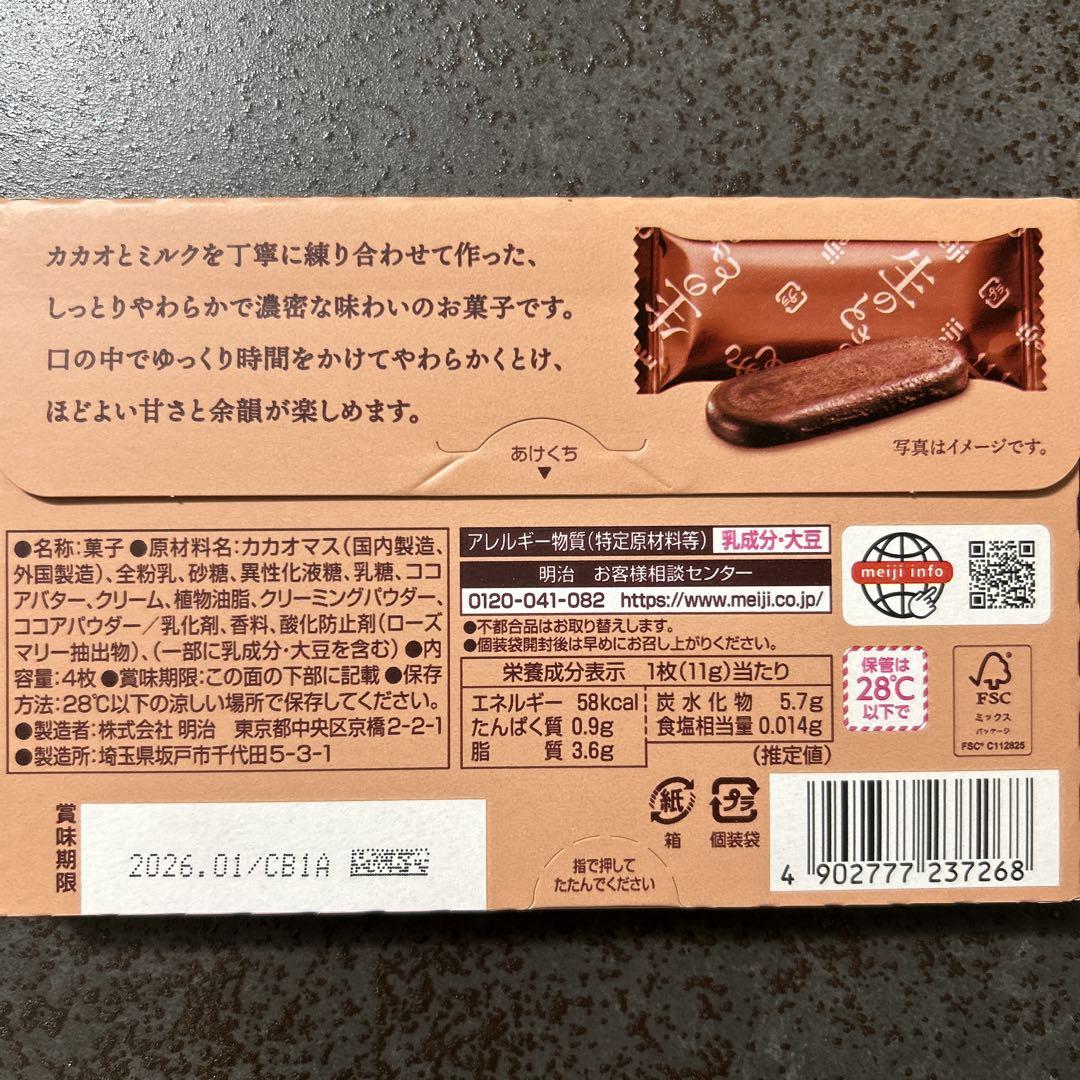 カカオとミルクを丁寧に練り合わせて作った、
しっとりやわらかで濃密な味わいのお菓子です。
口の中でゆっくり時間をかけてやわらかくとけ、
ほどよい甘さと余韻が楽しめます。
meiji
生のとき
meiji
プラ
写真はイメージです。
あけくち
●名称:菓子 ●原材料名:カカオマス(国内製造、
外国製造)、全粉乳、砂糖、異性化液糖、乳糖、ココ
アバター、クリーム、植物油脂、クリーミングパウダー、
ココアパウダー/乳化剤、香料、酸化防止剤(ローズ
マリー抽出物)、(一部に乳成分・大豆を含む) ●内
容量:4枚 ●賞味期限:この面の下部に記載 ●保存
方法:28℃以下の涼しい場所で保存してください。
●製造者:株式会社 明治 東京都中央区京橋2-2-1
●製造所:埼玉県坂戸市千代田5-3-1
アレルギー物質(特定原材料等) 乳成分・大豆
明治 お客様相談センター
0120-041-082 https://www.meiji.co.jp/
●不都合品はお取り替えします。
●個装袋開封後は早めにお召し上がりください。
栄養成分表示 1枚(11g)当たり
エネルギー 58kcal 炭水化物 5.7g
たんぱく質 0.9g 食塩相当量 0.014g
脂質 3.6g (推定値)
meiji info
保管は
28℃
以下で
FSC
ミックス
パッケージ
FSC® C112825
賞味期限
2026.01/CB1A
紙
箱
プラ
個装袋
指で押して
たたんでください
4 902777 237268